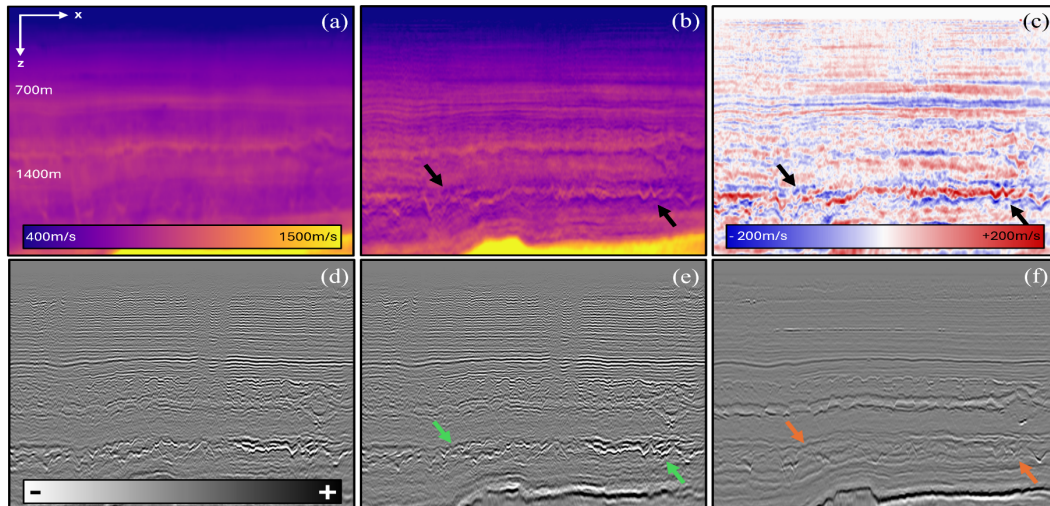 x
(a)
z
700m
1400m
400m/s
1500m/s
(b)
(c)
- 200m/s
+200m/s
(d)
-
+
(e)
(f)